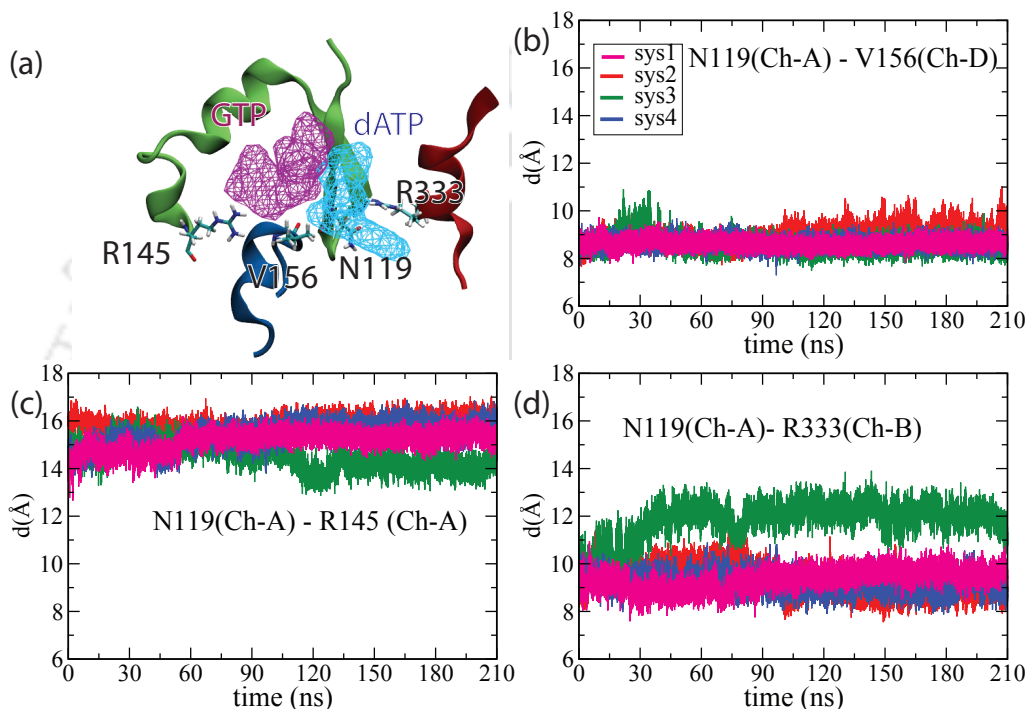 (a)
GTP
dATP
R333
R145
V156
N119
(b)
N119(Ch-A) - V156(Ch-D)
sys1
sys2
sys3
sys4
d(Å)
18
16
14
12
10
8
6
0 30 60 90 120 150 180 210
time (ns)
(c)
N119(Ch-A) - R145 (Ch-A)
d(Å)
18
16
14
12
10
8
6
0 30 60 90 120 150 180 210
time (ns)
(d)
N119(Ch-A)- R333(Ch-B)
d(Å)
18
16
14
12
10
8
6
0 30 60 90 120 150 180 210
time (ns)